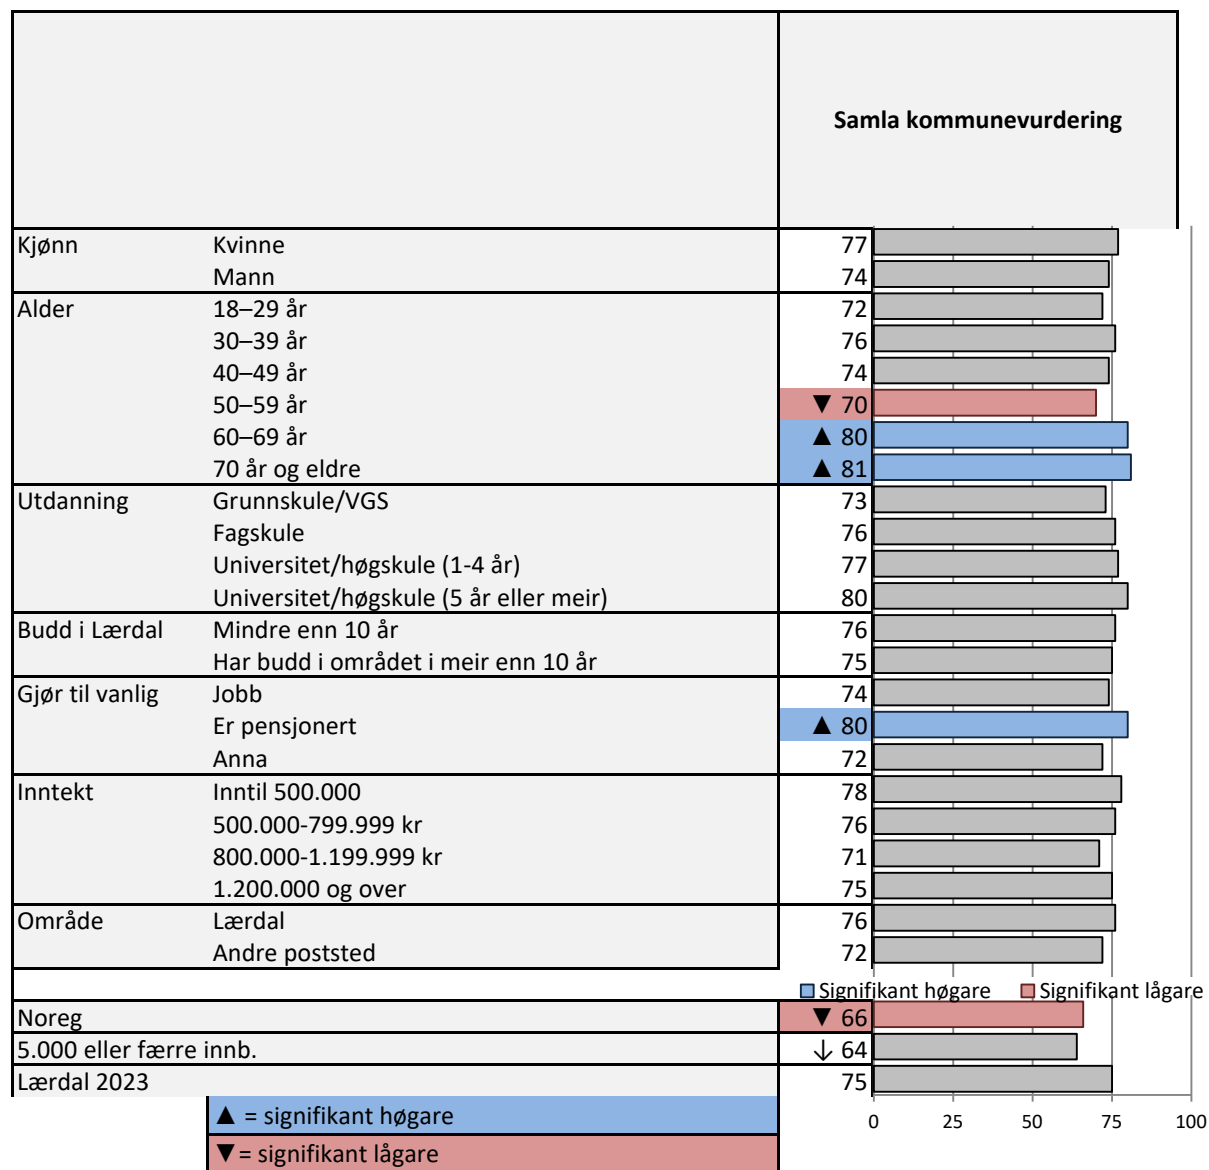 Samla kommunevurdering
Kjønn Kvinne 77
Mann 74
Alder 18–29 år 72
30–39 år 76
40–49 år 74
50–59 år ▼ 70
60–69 år ▲ 80
70 år og eldre ▲ 81
Utdanning Grunnskule/VGS 73
Fagskule 76
Universitet/høgskule (1-4 år) 77
Universitet/høgskule (5 år eller meir) 80
Budd i Lærdal Mindre enn 10 år 76
Har budd i området i meir enn 10 år 75
Gjør til vanlig Jobb 74
Er pensjonert ▲ 80
Anna 72
Inntekt Inntil 500.000 78
500.000-799.999 kr 76
800.000-1.199.999 kr 71
1.200.000 og over 75
Område Lærdal 76
Andre poststed 72
Signifikant høgare Signifikant lågare
Noreg ▼ 66
5.000 eller færre innb. ↓ 64
Lærdal 2023 75
▲ = signifikant høgare
▼ = signifikant lågare
0 25 50 75 100